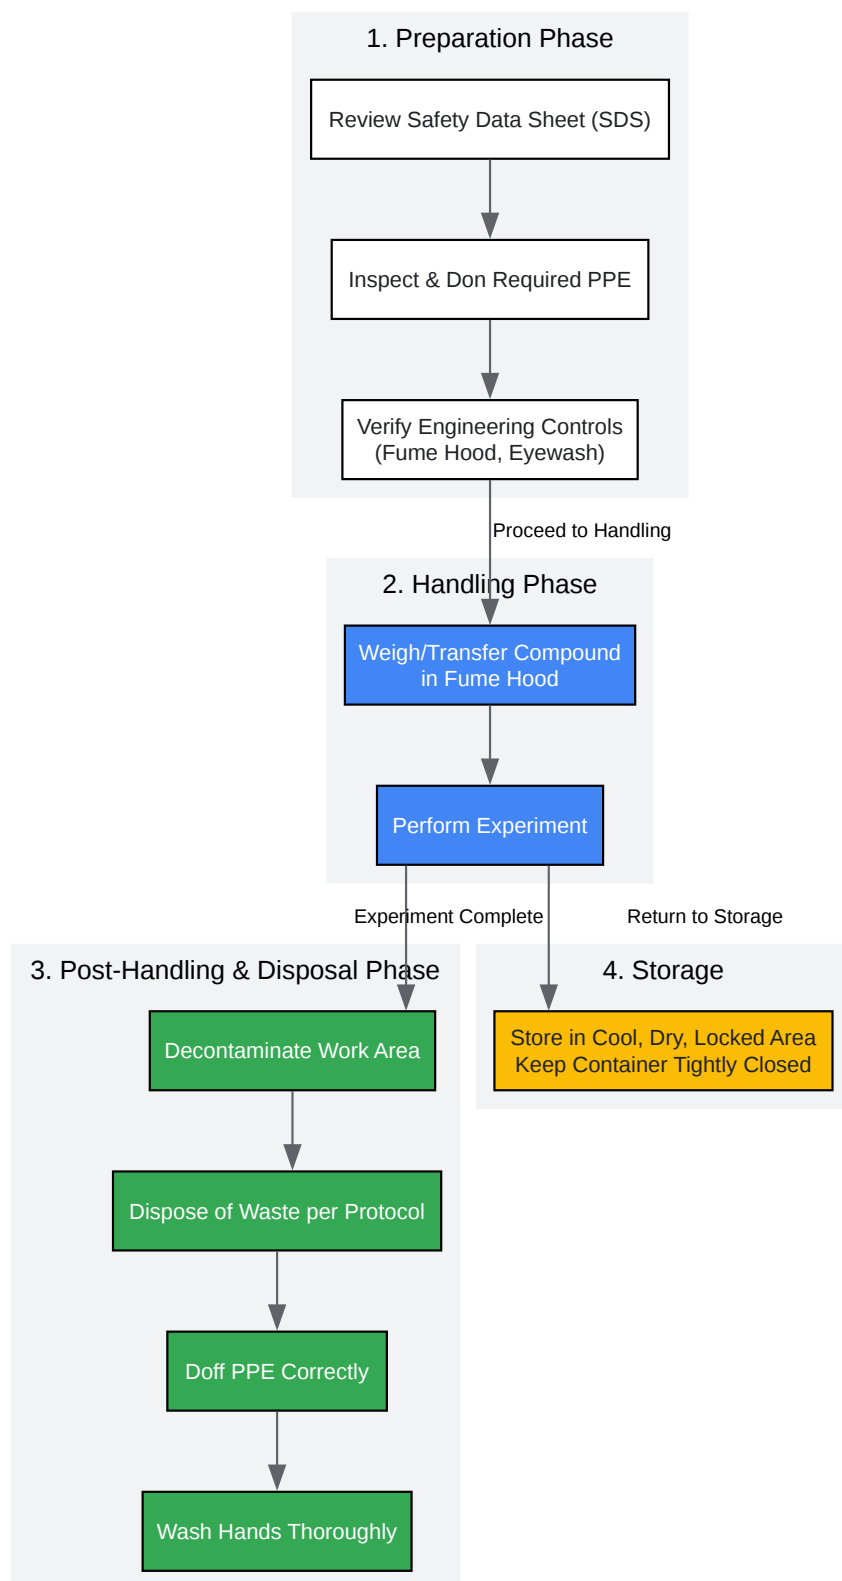 1. Preparation Phase
Review Safety Data Sheet (SDS)
Inspect & Don Required PPE
Verify Engineering Controls
(Fume Hood, Eyewash)
Proceed to Handling
2. Handling Phase
Weigh/Transfer Compound
in Fume Hood
Perform Experiment
Experiment Complete
Return to Storage
3. Post-Handling & Disposal Phase
Decontaminate Work Area
Dispose of Waste per Protocol
Doff PPE Correctly
Wash Hands Thoroughly
4. Storage
Store in Cool, Dry, Locked Area
Keep Container Tightly Closed